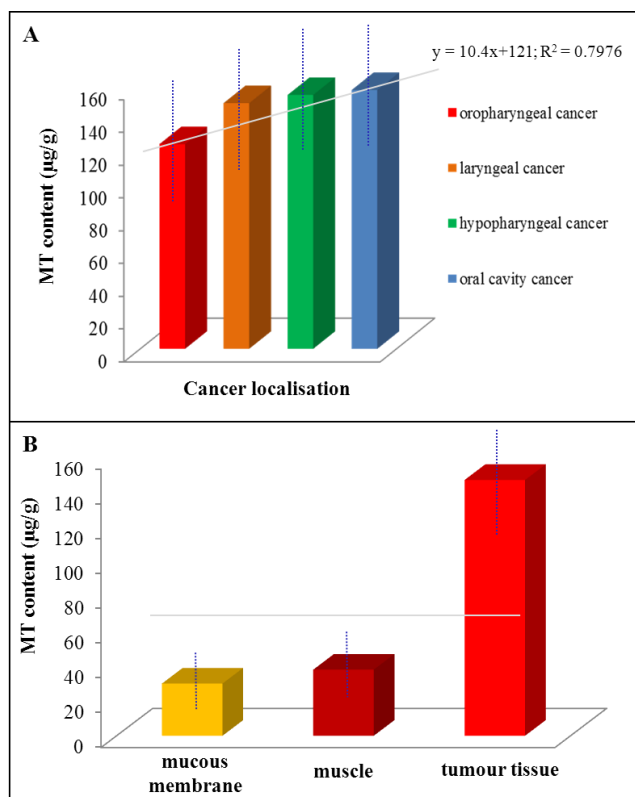 A
y = 10.4x+121; R² = 0.7976
MT content (µg/g)
160
140
120
100
80
60
40
20
0
oropharyngeal cancer
laryngeal cancer
hypopharyngeal cancer
oral cavity cancer
Cancer localisation
B
MT content (µg/g)
160
140
120
100
80
60
40
20
0
mucous
membrane
muscle
tumour tissue